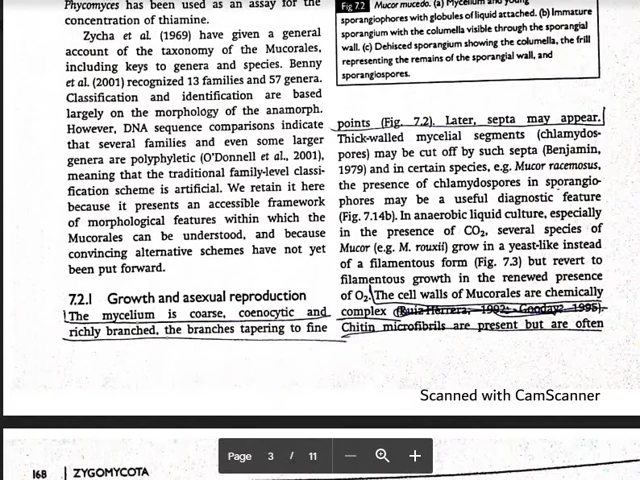 Phycomyces has been used as an assay for the
concentration of thiamine.
Zycha et al. (1969) have given a general
account of the taxonomy of the Mucorales,
including keys to genera and species. Benny
et al. (2001) recognized 13 families and 57 genera.
Classification and identification are based
largely on the morphology of the anamorph.
However, DNA sequence comparisons indicate
that several families and even some larger
genera are polyphyletic (O'Donnell et al., 2001),
meaning that the traditional family-level classi-
fication scheme is artificial. We retain it here
because it presents an accessible framework
of morphological features within which the
Mucorales can be understood, and because
convincing alternative schemes have not yet
been put forward.
7.2.1 Growth and asexual reproduction
The mycelium is coarse, coenocytic and
richly branched, the branches tapering to fine
Fig 7.2 Mucor mucedo. (a) Mycelium and young
sporangiophores with globules of liquid attached. (b) Immature
sporangium with the columella visible through the sporangial
wall. (c) Dehisced sporangium showing the columella, the frill
representing the remains of the sporangial wall, and
sporangiospores.
points (Fig. 7.2). Later, septa may appear.
Thick-walled mycelial segments (chlamydos-
pores) may be cut off by such septa (Benjamin,
1979) and in certain species, e.g. Mucor racemosus,
the presence of chlamydospores in sporangio-
phores may be a useful diagnostic feature
(Fig. 7.14b). In anaerobic liquid culture, especially
in the presence of CO₂, several species of
Mucor (e.g. M. rouxii) grow in a yeast-like instead
of a filamentous form (Fig. 7.3) but revert to
filamentous growth in the renewed presence
of O₂. The cell walls of Mucorales are chemically
complex (Ruiz-Herrera, 1992; Gooday, 1995).
Chitin microfibrils are present but are often
Scanned with CamScanner
Page 3 / 11
168 | ZYGOMYCOTA